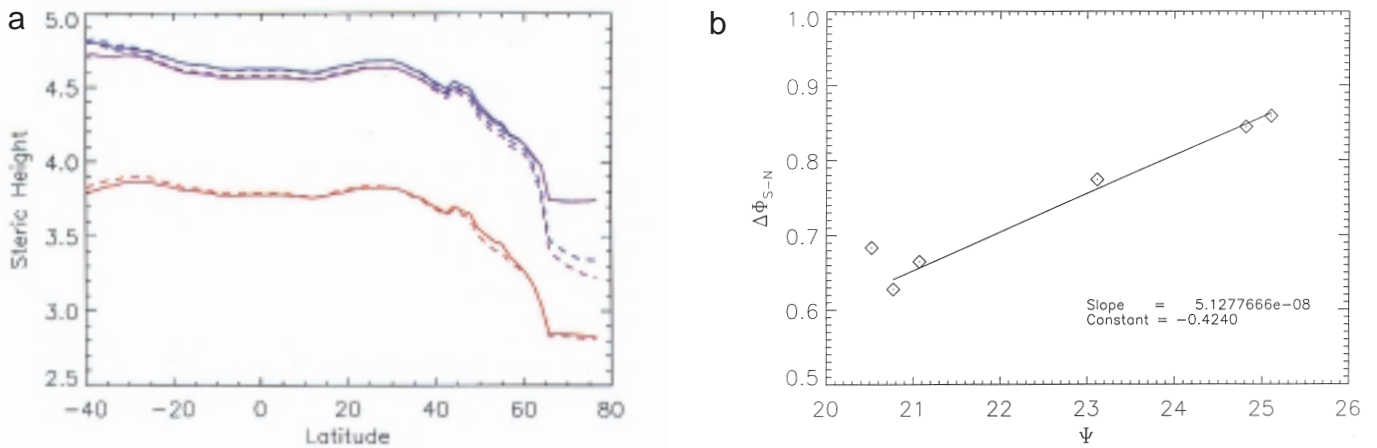 a
5.0
4.5
4.0
3.5
3.0
2.5
Steric Height
-40 -20 0 20 40 60 80
Latitude
b
1.0
0.9
0.8
0.7
0.6
0.5
ΔΦS-N
Slope = 5.1277666e-08
Constant = -0.4240
20 21 22 23 24 25 26
Ψ